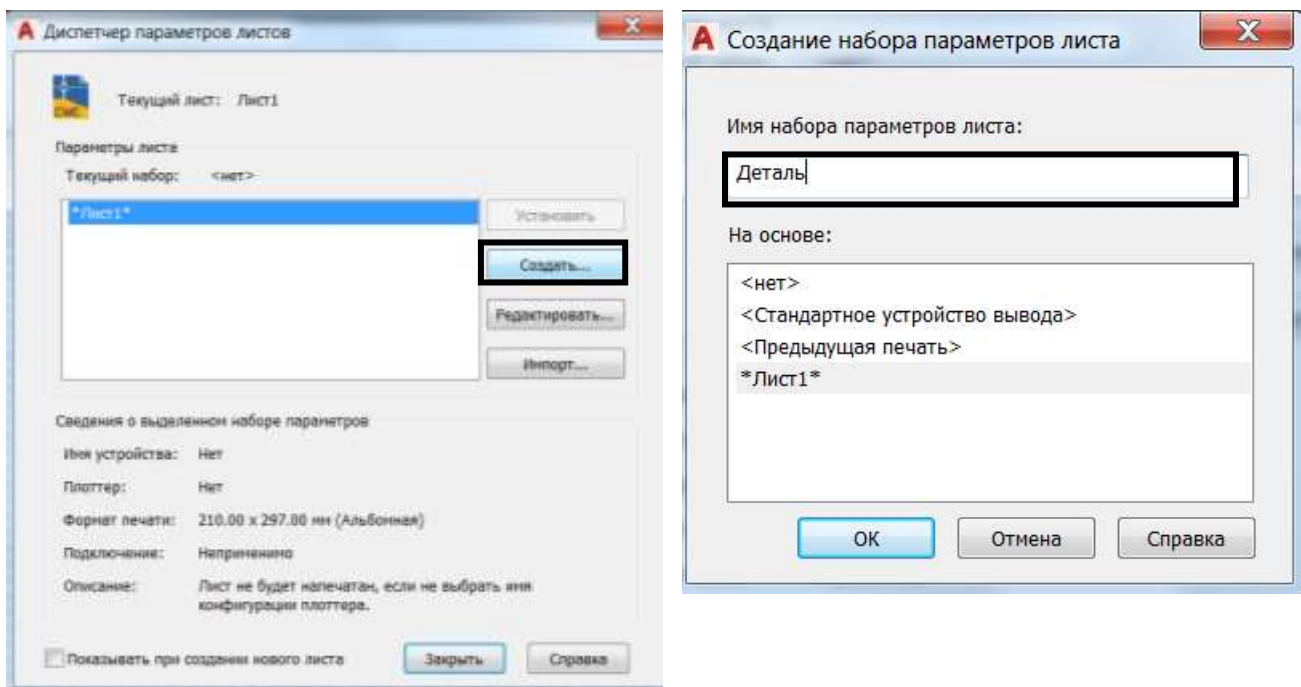 Диспетчер параметров листов
Текущий лист: Лист1
Параметры листа
Текущий набор: <нет>
*Лист1*
Установить
Создать...
Редактировать...
Импорт...
Сведения о выделенном наборе параметров
Имя устройства: Нет
Плоттер: Нет
Формат печати: 210.00 x 297.00 мм (Альбомная)
Подключение: Неприменимо
Описание: Лист не будет напечатан, если не выбрать имя
конфигурации плоттера.
Показывать при создании нового листа
Закрыть
Справка
Создание набора параметров листа
Имя набора параметров листа:
Деталь
На основе:
<нет>
<Стандартное устройство вывода>
<Предыдущая печать>
*Лист1*
ОК
Отмена
Справка